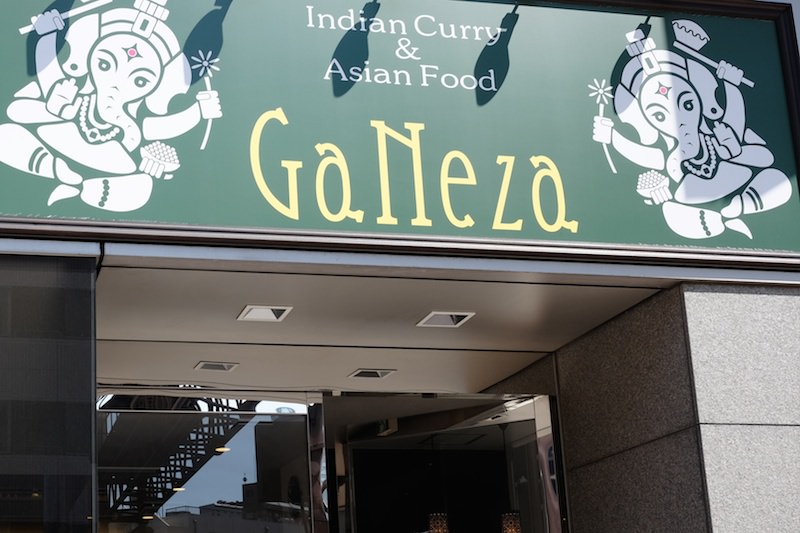 Indian Curry
&
Asian Food
GaNeza